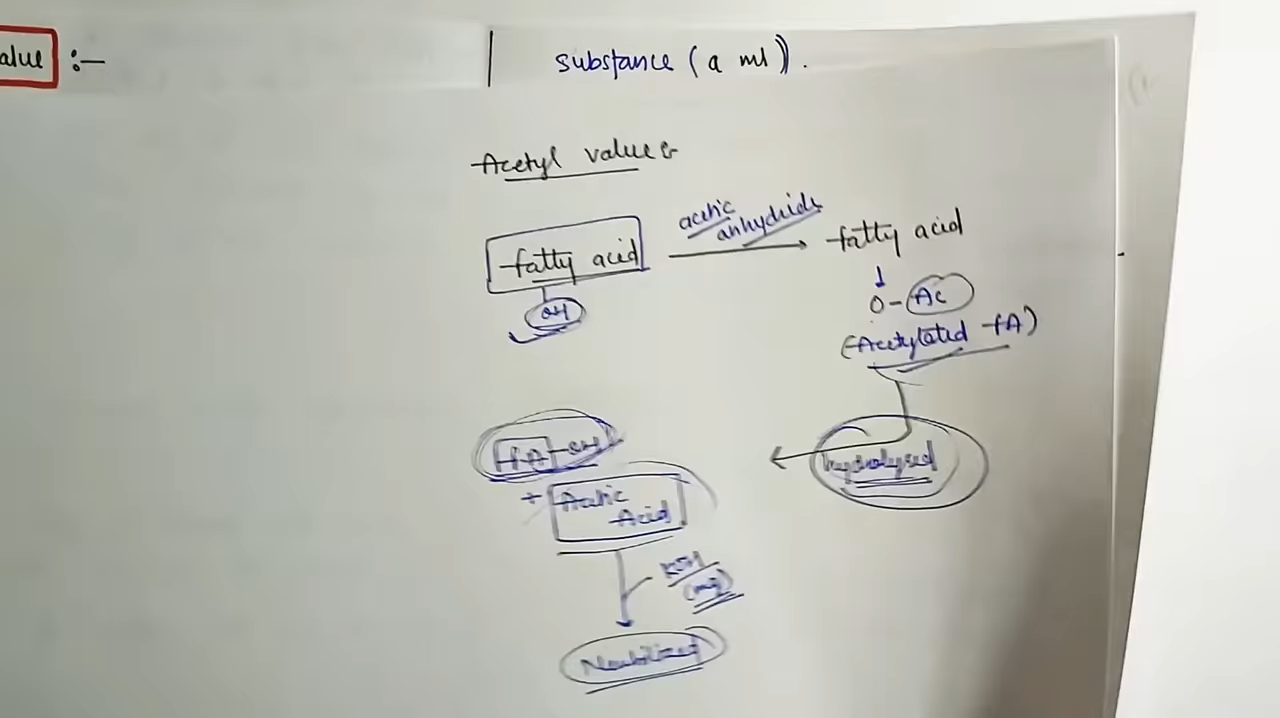 alue :-
substance (a ml).
Acetyl value :-
fatty acid
OH
acetic
anhydride
fatty acid
O-Ac
(Acetylated FA)
hydrolysed
FA-OH
+ Acetic
Acid
KOH
(mg)
Neutralized